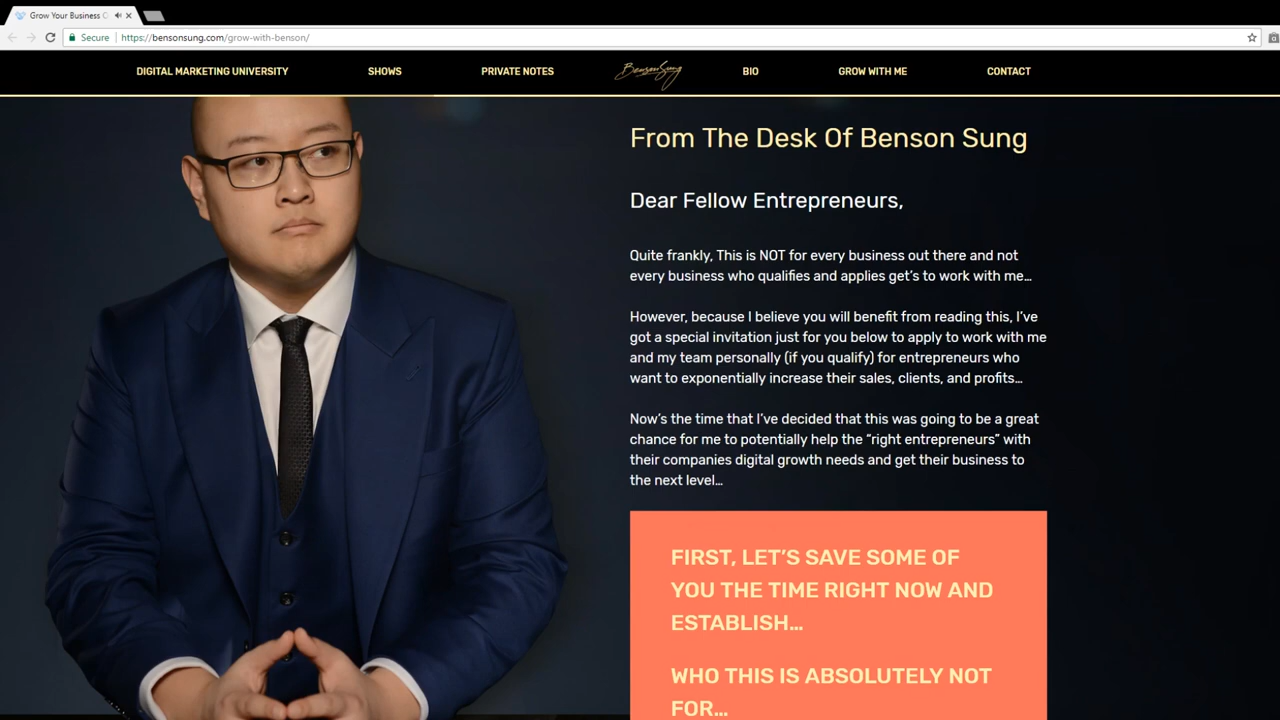 Grow Your Business
Secure
https://bensonsung.com/grow-with-benson/
DIGITAL MARKETING UNIVERSITY SHOWS PRIVATE NOTES BensonSung BIO GROW WITH ME CONTACT
From The Desk Of Benson Sung
Dear Fellow Entrepreneurs,
Quite frankly, This is NOT for every business out there and not
every business who qualifies and applies get's to work with me…
However, because I believe you will benefit from reading this, I've
got a special invitation just for you below to apply to work with me
and my team personally (if you qualify) for entrepreneurs who
want to exponentially increase their sales, clients, and profits…
Now's the time that I've decided that this was going to be a great
chance for me to potentially help the “right entrepreneurs” with
their companies digital growth needs and get their business to
the next level…
FIRST, LET'S SAVE SOME OF
YOU THE TIME RIGHT NOW AND
ESTABLISH…
WHO THIS IS ABSOLUTELY NOT
FOR…